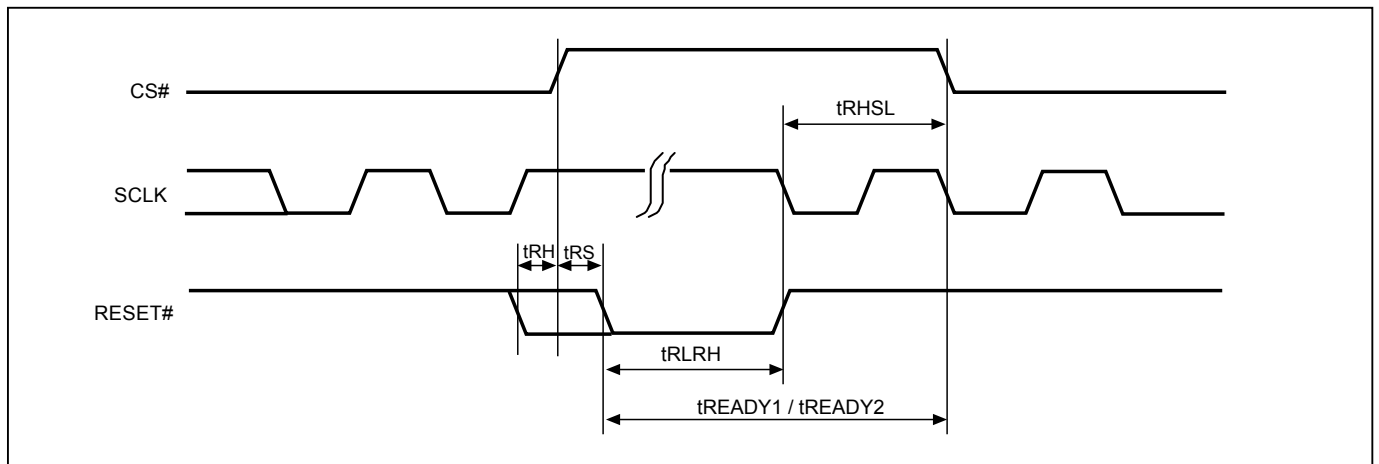 CS#
tRHSL
SCLK
tRH tRS
RESET#
tRLRH
tREADY1 / tREADY2